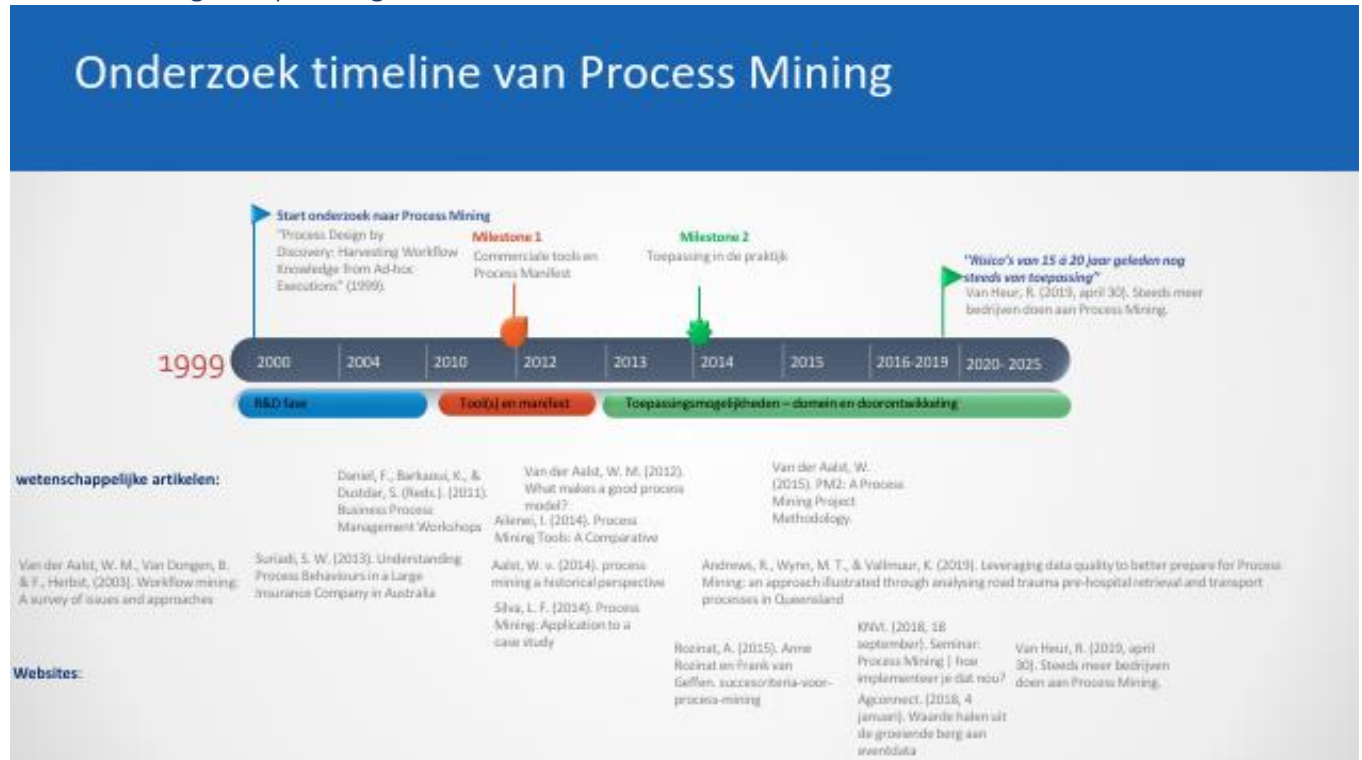 Onderzoek timeline van Process Mining
Start onderzoek naar Process Mining
"Process Design by
Discovery: Harvesting Workflow
Knowledge from Ad-hoc
Executions" (1999).
Milestone 1
Commerciale tools en
Process Manifest
Milestone 2
Toepassing in de praktijk
"Risico's van 15 á 20 jaar geleden nog
steeds van toepassing"
Van Heur, R. (2019, april 30). Steeds meer
bedrijven doen aan Process Mining.
1999
2000
2004
2010
2012
2013
2014
2015
2016-2019
2020- 2025
R&D fase
Tool(s) en manifest
Toepassingsmogelijkheden – domein en doorontwikkeling
wetenschappelijke artikelen:
Daniel, F., Barkaoui, K., &
Dustdar, S. (Reds.). (2011).
Business Process
Management Workshops
Van der Aalst, W. M. (2012).
What makes a good process
model?
Ailenei, I. (2014). Process
Mining Tools: A Comparative
Van der Aalst, W.
(2015). PM2: A Process
Mining Project
Methodology.
Van der Aalst, W. M., Van Dongen, B.
& F., Herbst, (2003). Workflow mining:
A survey of issues and approaches
Suriadi, S. W. (2013). Understanding
Process Behaviours in a Large
Insurance Company in Australia
Aalst, W. v. (2014). process
mining a historical perspective
Silva, L. F. (2014). Process
Mining: Application to a
case study
Andrews, R., Wynn, M. T., & Vallmuur, K. (2019). Leveraging data quality to better prepare for Process
Mining: an approach illustrated through analysing road trauma pre-hospital retrieval and transport
processes in Queensland
Websites:
Rozinat, A. (2015). Anne
Rozinat en Frank van
Geffen. succescriteria-voor-
process-mining
KNVI. (2018, 18
september). Seminar:
Process Mining | hoe
implementeer je dat nou?
Agconnect. (2018, 4
januari). Waarde halen uit
de groeiende berg aan
eventdata
Van Heur, R. (2019, april
30). Steeds meer bedrijven
doen aan Process Mining.